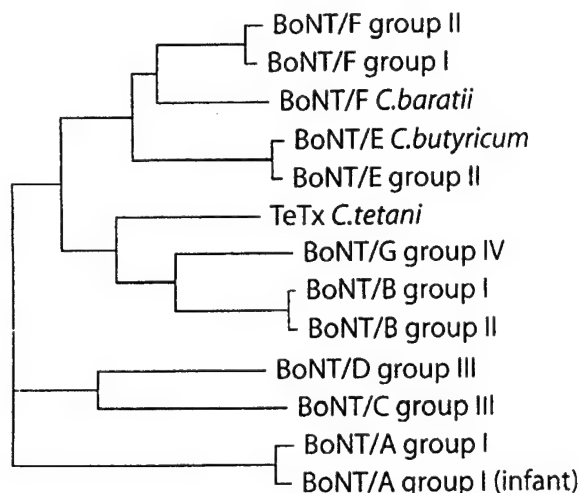 BoNT/F group II
BoNT/F group I
BoNT/F C.baratii
BoNT/E C.butyricum
BoNT/E group II
TeTx C.tetani
BoNT/G group IV
BoNT/B group I
BoNT/B group II
BoNT/D group III
BoNT/C group III
BoNT/A group I
BoNT/A group I (infant)